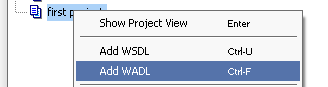 first project
Show Project View Enter
Add WSDL Ctrl-U
Add WADL Ctrl-F